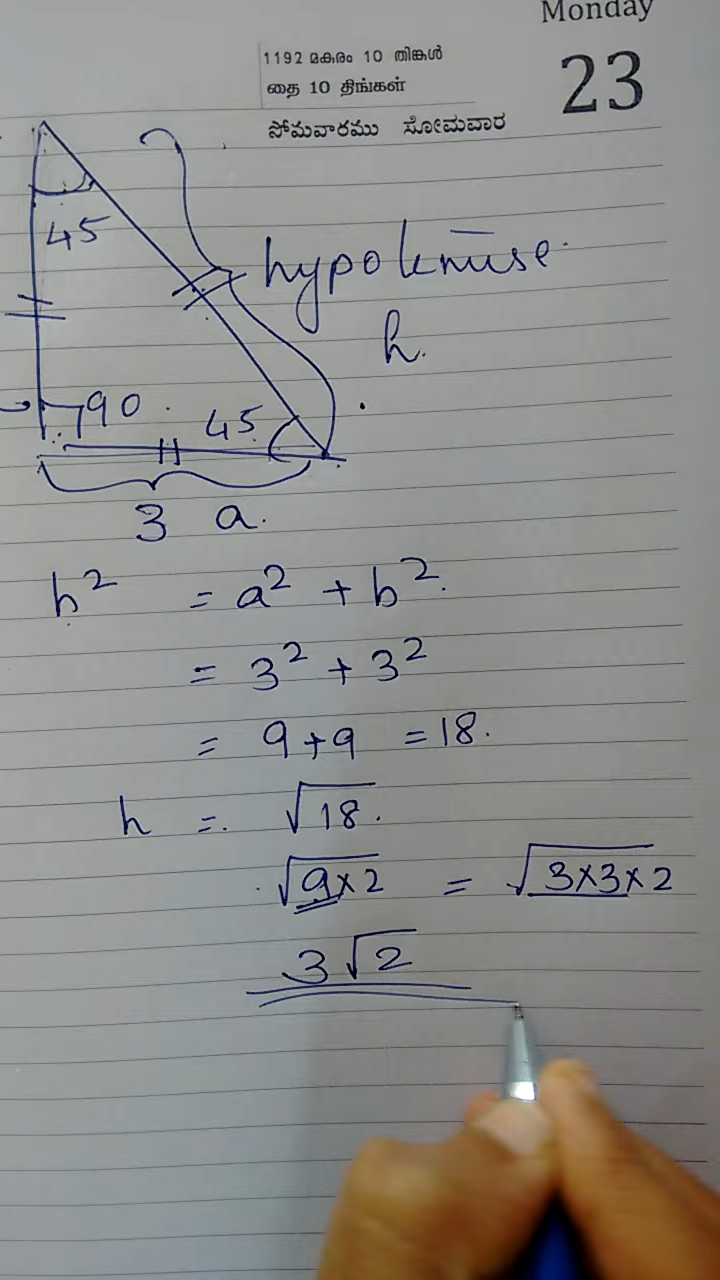 Monday
1192 മകരം 10 തിങ്കൾ
23
தை 10 திங்கள்
సోమవారము ಸೋಮವಾರ
45
hypotenuse
h.
90
45
3 a.
h² = a² + b²
= 3² + 3²
= 9+9 = 18.
h = √18.
√9×2 = √3×3×2
3√2